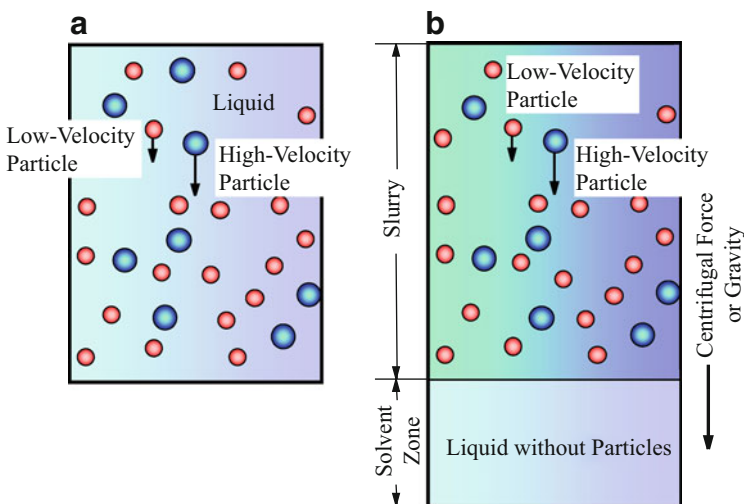 a
Liquid
Low-Velocity
Particle
High-Velocity
Particle
b
Low-Velocity
Particle
High-Velocity
Particle
Slurry
Solvent
Zone
Liquid without Particles
Centrifugal Force
or Gravity